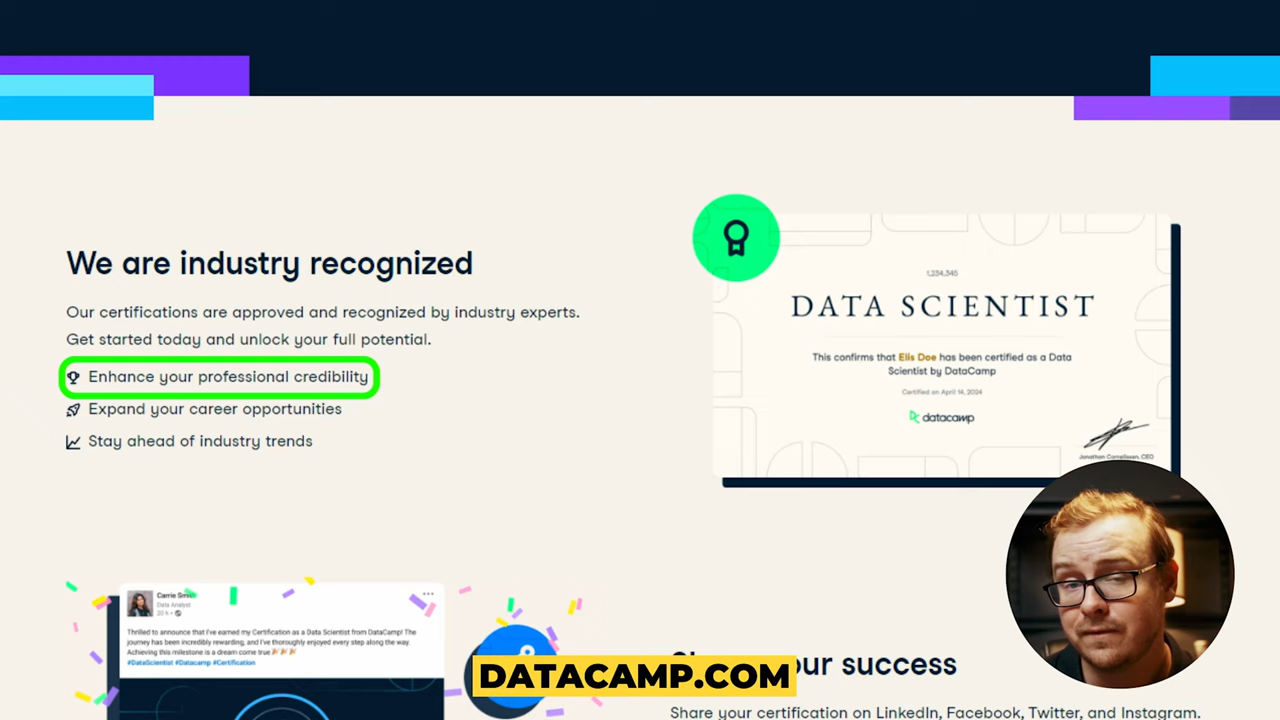 We are industry recognized
Our certifications are approved and recognized by industry experts.
Get started today and unlock your full potential.
Enhance your professional credibility
Expand your career opportunities
Stay ahead of industry trends
1,234,345
DATA SCIENTIST
This confirms that Elis Doe has been certified as a Data
Scientist by DataCamp
Certified on April 14, 2024
datacamp
Jonathan Cornelissen, CEO
Carrie
Data Analyst
20 h
Thrilled to announce that I've earned my Certification as a Data Scientist from DataCamp! The
journey has been incredibly rewarding, and I've thoroughly enjoyed every step along the way.
Achieving this milestone is a dream come true 🎉🎉🎉
#DataScientist #Datacamp #Certification
your success
Share your certification on LinkedIn, Facebook, Twitter, and Instagram.
DATACAMP.COM